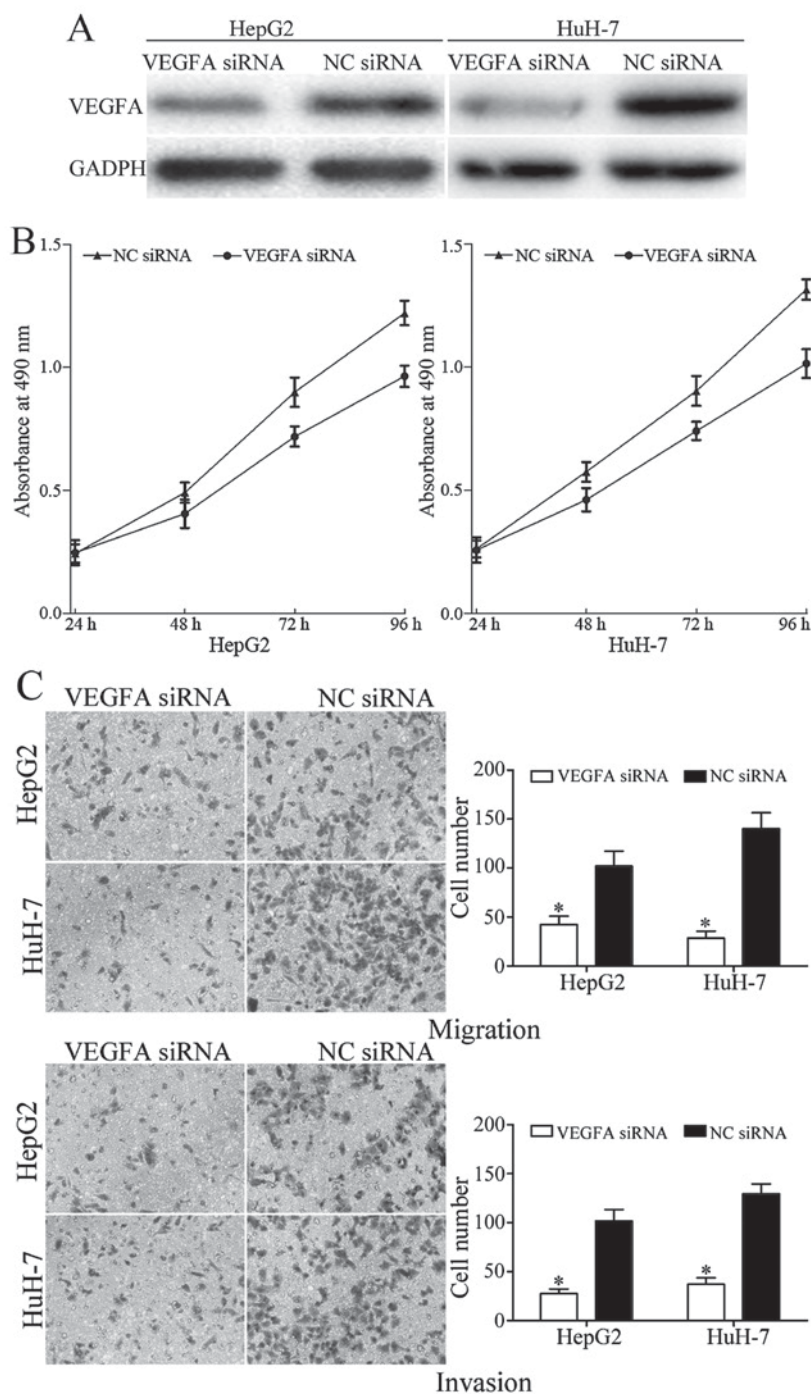 A
HepG2 HuH-7
VEGFA siRNA NC siRNA VEGFA siRNA NC siRNA
VEGFA
GADPH
B
NC siRNA VEGFA siRNA
1.5
1.0
0.5
0.0
Absorbance at 490 nm
24 h 48 h 72 h 96 h
HepG2
NC siRNA VEGFA siRNA
1.5
1.0
0.5
0.0
Absorbance at 490 nm
24 h 48 h 72 h 96 h
HuH-7
C
VEGFA siRNA NC siRNA
HepG2
HuH-7
VEGFA siRNA NC siRNA
200
150
100
50
0
Cell number
* *
HepG2 HuH-7
Migration
VEGFA siRNA NC siRNA
HepG2
HuH-7
VEGFA siRNA NC siRNA
200
150
100
50
0
Cell number
* *
HepG2 HuH-7
Invasion